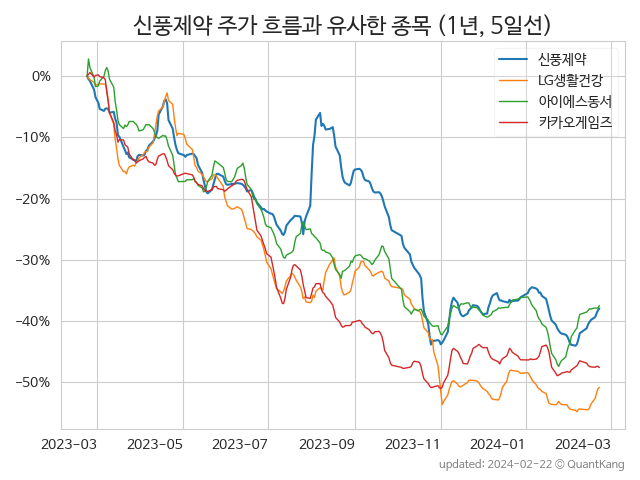 신풍제약 주가 흐름과 유사한 종목 (1년, 5일선)
신풍제약
LG생활건강
아이에스동서
카카오게임즈
0%
−10%
−20%
−30%
−40%
−50%
2023-03 2023-05 2023-07 2023-09 2023-11 2024-01 2024-03
updated: 2024-02-22 © QuantKang